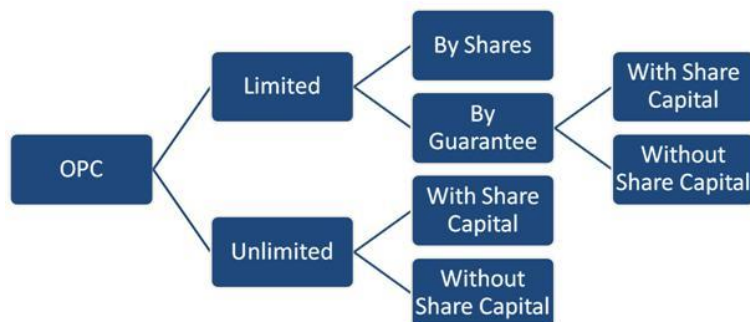 OPC
Limited
By Shares
By
Guarantee
With Share
Capital
Without
Share Capital
Unlimited
With Share
Capital
Without
Share Capital